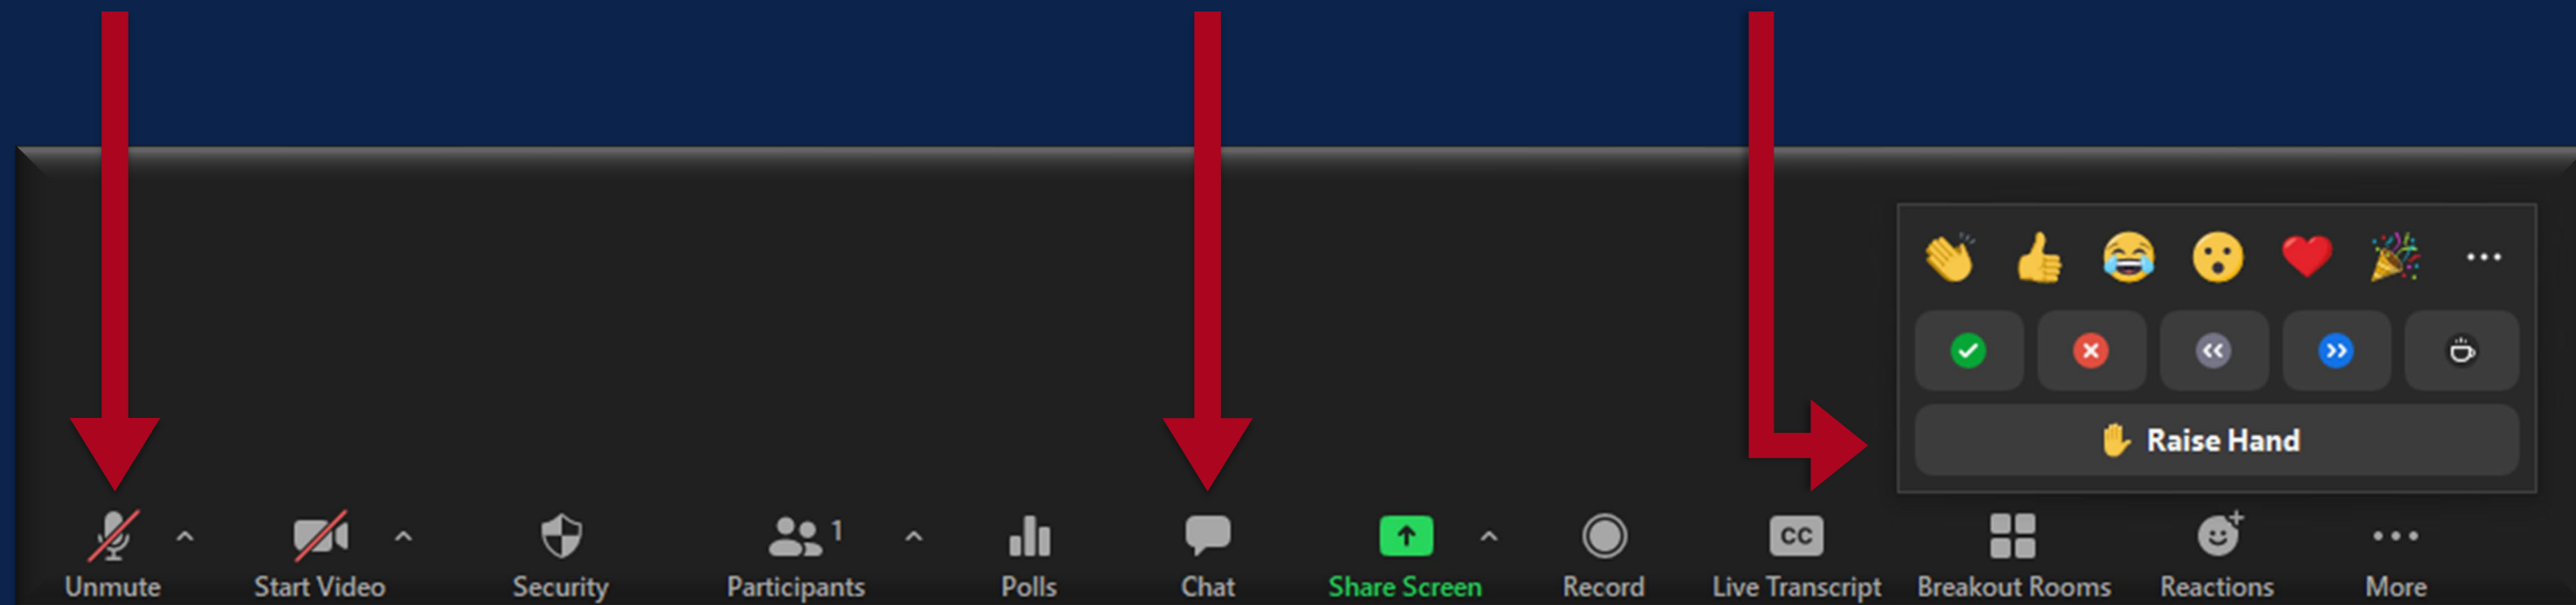 Raise Hand
1
CC
Unmute Start Video Security Participants Polls Chat Share Screen Record Live Transcript Breakout Rooms Reactions More